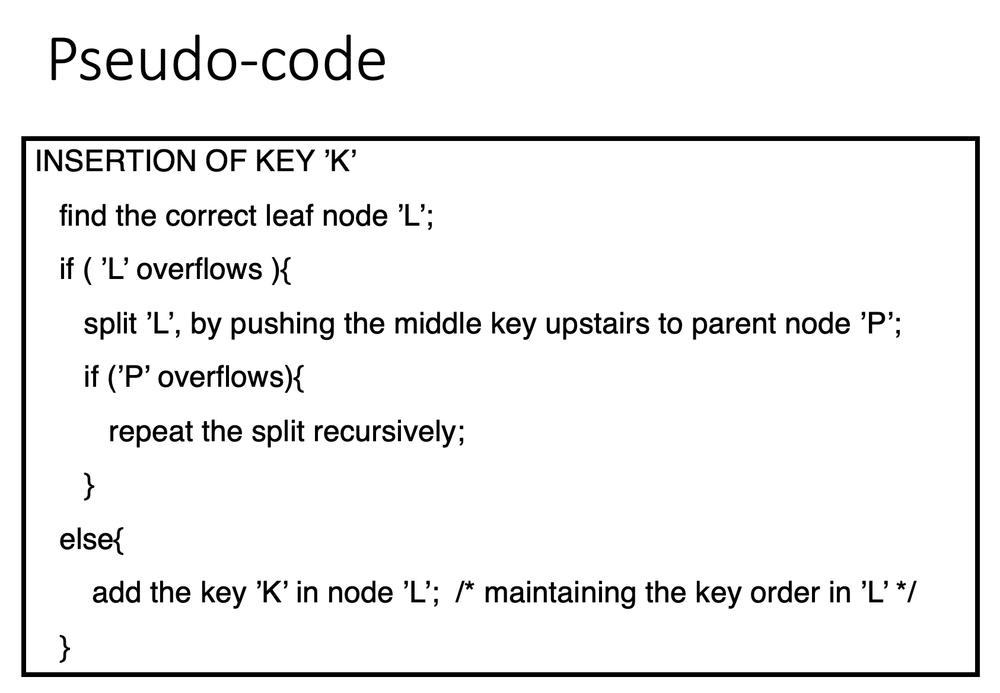 Pseudo-code
INSERTION OF KEY ’K’
find the correct leaf node ’L’;
if ( ’L’ overflows ){
split ’L’, by pushing the middle key upstairs to parent node ’P’;
if (’P’ overflows){
repeat the split recursively;
}
else{
add the key ’K’ in node ’L’; /* maintaining the key order in ’L’ */
}